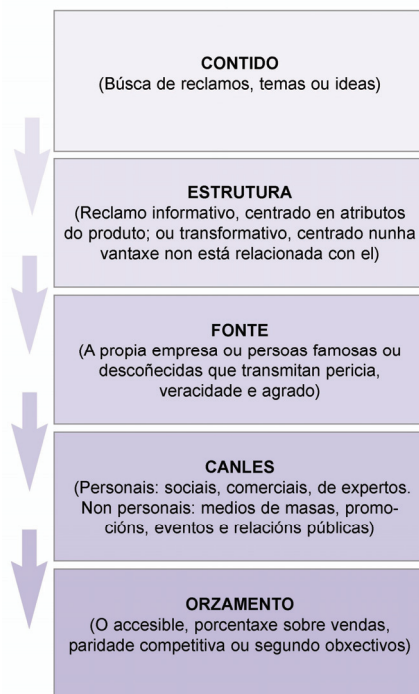 CONTIDO
(Búsca de reclamos, temas ou ideas)
ESTRUTURA
(Reclamo informativo, centrado en atributos
do produto; ou transformativo, centrado nunha
vantaxe non está relacionada con el)
FONTE
(A propia empresa ou persoas famosas ou
descoñecidas que transmitan pericia,
veracidade e agrado)
CANLES
(Personais: sociais, comerciais, de expertos.
Non personais: medios de masas, promo-
cións, eventos e relacións públicas)
ORZAMENTO
(O accesible, porcentaxe sobre vendas,
paridade competitiva ou segundo obxectivos)